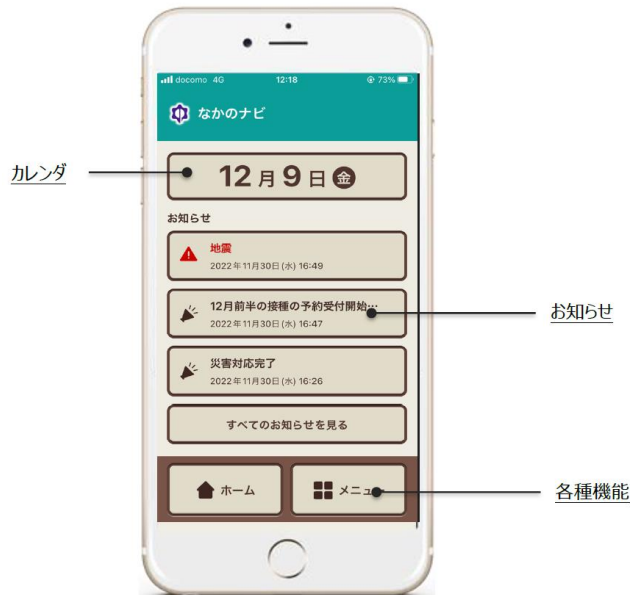 docomo 4G 12:18 73%
なかのナビ
カレンダ
12月9日金
お知らせ
地震
2022年11月30日(水) 16:49
12月前半の接種の予約受付開始…
2022年11月30日(水) 16:47
お知らせ
災害対応完了
2022年11月30日(水) 16:26
すべてのお知らせを見る
ホーム
メニュー
各種機能